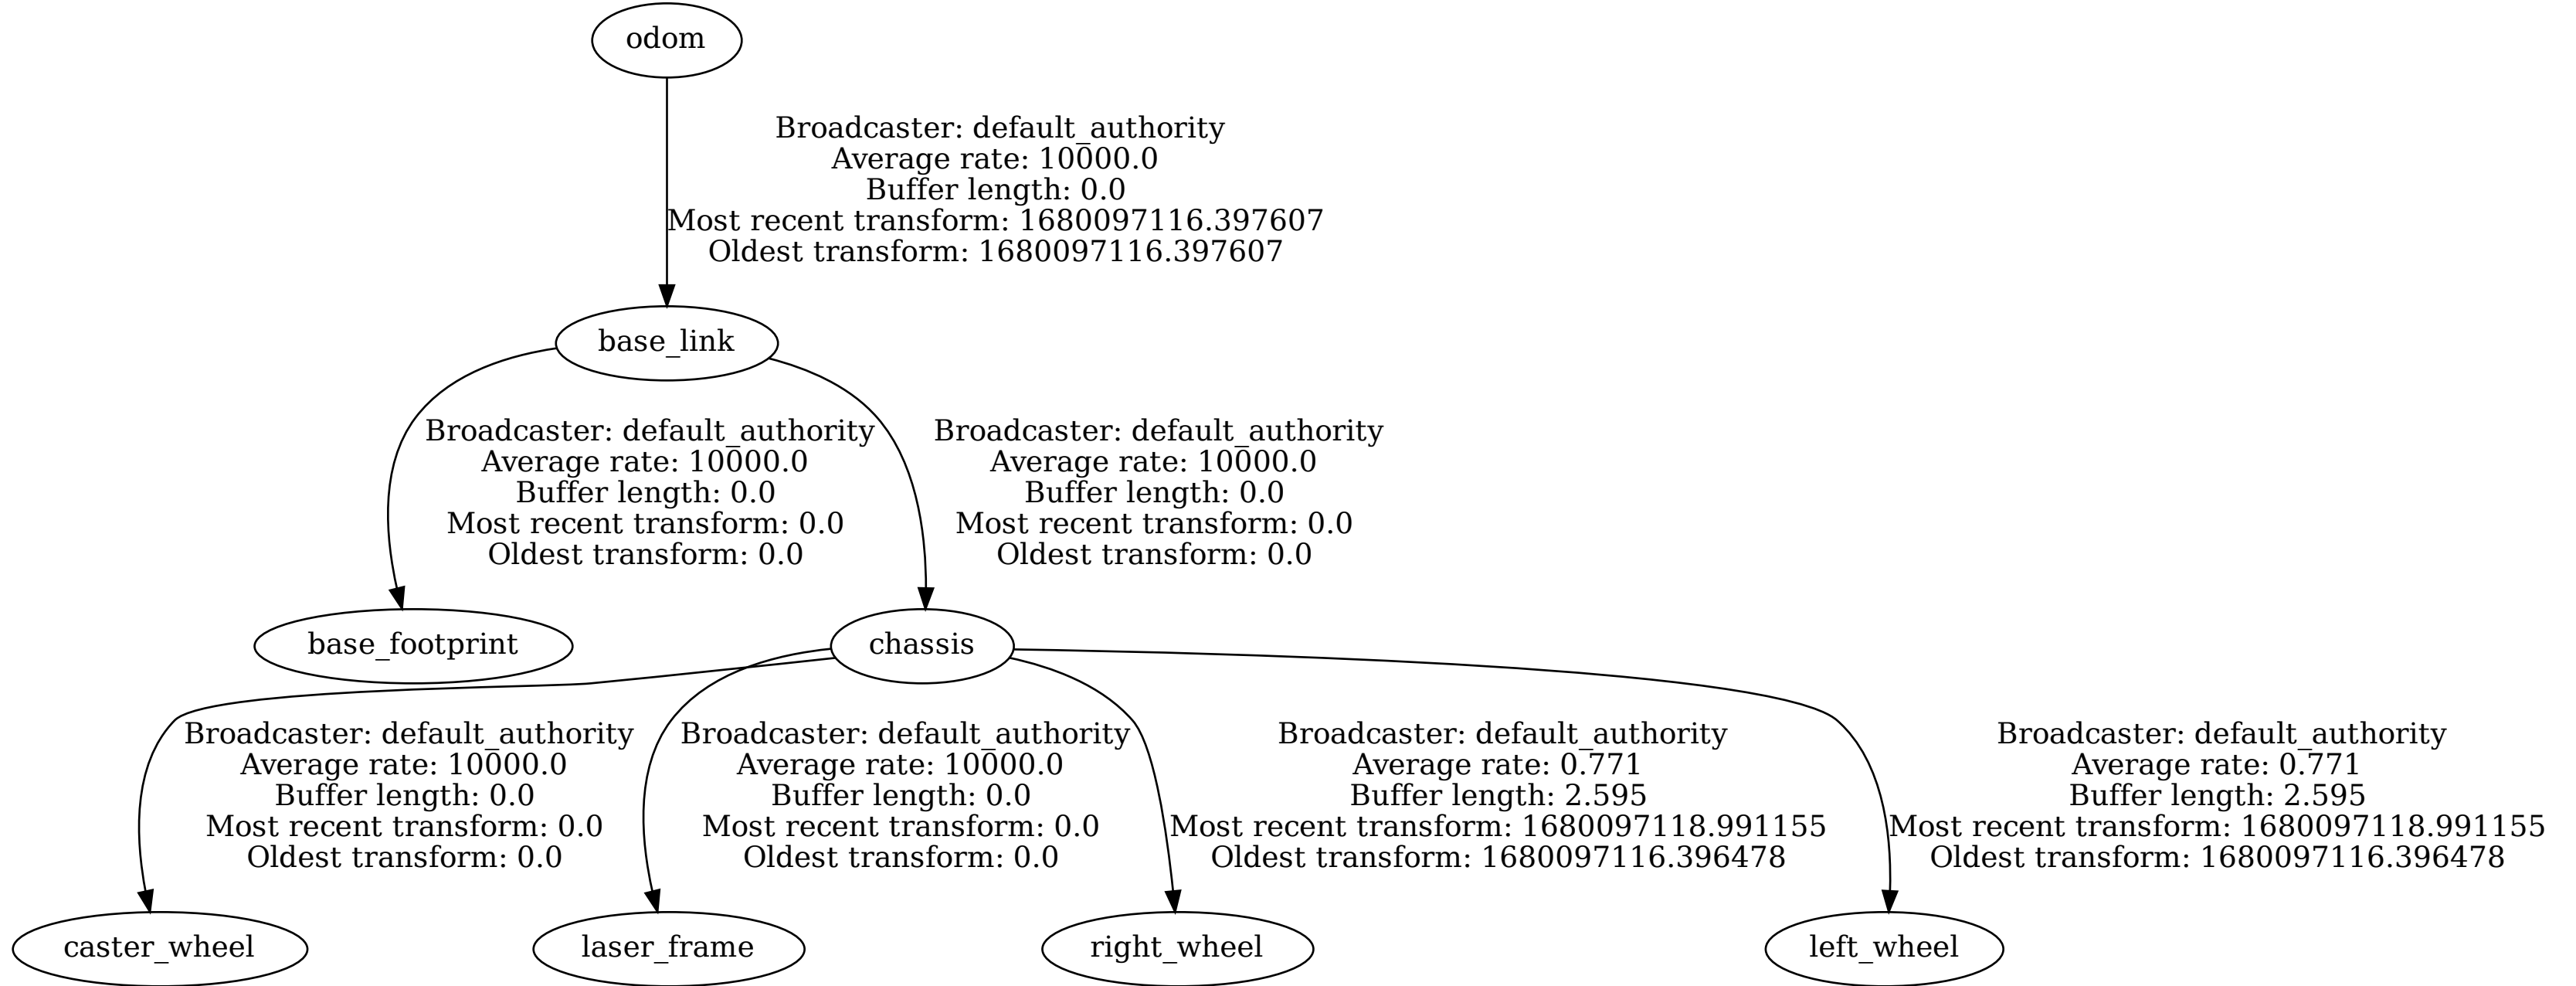 odom
Broadcaster: default_authority
Average rate: 10000.0
Buffer length: 0.0
Most recent transform: 1680097116.397607
Oldest transform: 1680097116.397607
base_link
Broadcaster: default_authority
Average rate: 10000.0
Buffer length: 0.0
Most recent transform: 0.0
Oldest transform: 0.0
Broadcaster: default_authority
Average rate: 10000.0
Buffer length: 0.0
Most recent transform: 0.0
Oldest transform: 0.0
base_footprint
chassis
Broadcaster: default_authority
Average rate: 10000.0
Buffer length: 0.0
Most recent transform: 0.0
Oldest transform: 0.0
Broadcaster: default_authority
Average rate: 10000.0
Buffer length: 0.0
Most recent transform: 0.0
Oldest transform: 0.0
Broadcaster: default_authority
Average rate: 0.771
Buffer length: 2.595
Most recent transform: 1680097118.991155
Oldest transform: 1680097116.396478
Broadcaster: default_authority
Average rate: 0.771
Buffer length: 2.595
Most recent transform: 1680097118.991155
Oldest transform: 1680097116.396478
caster_wheel
laser_frame
right_wheel
left_wheel